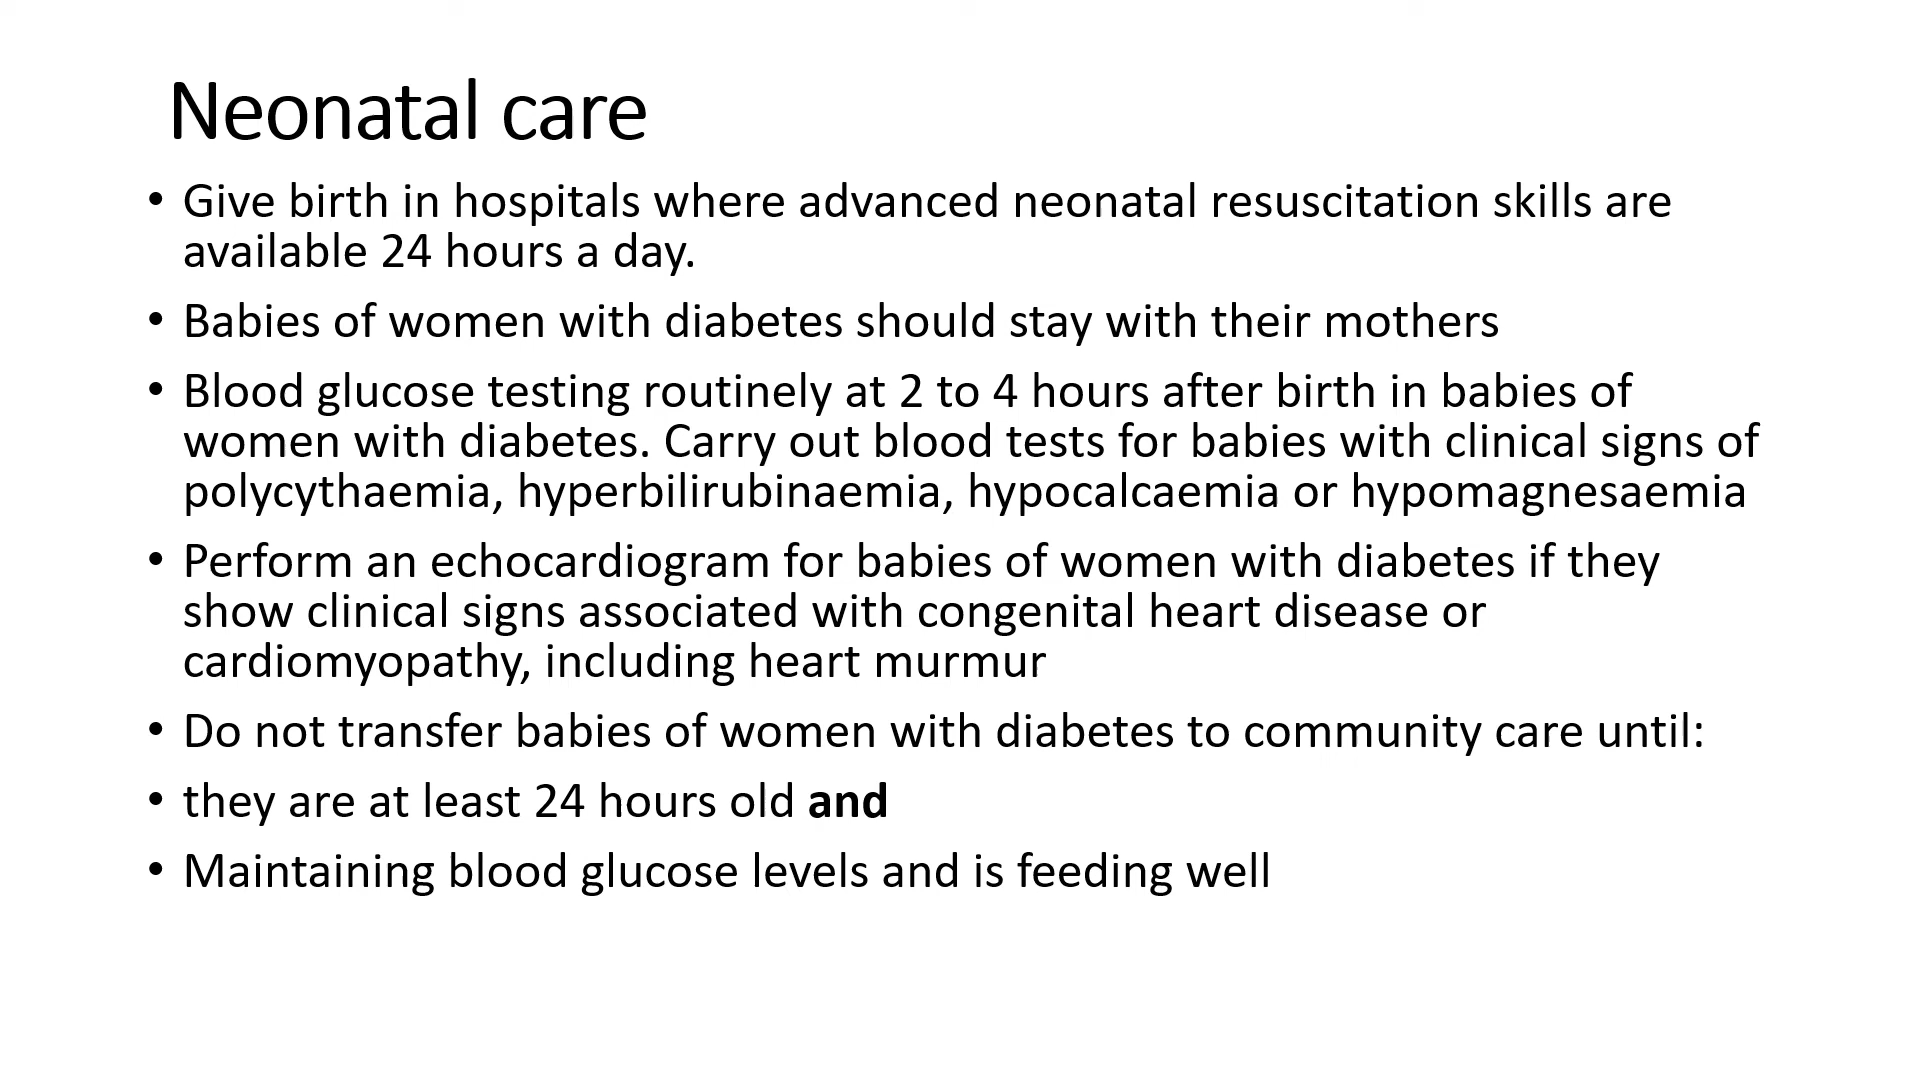 Neonatal care
• Give birth in hospitals where advanced neonatal resuscitation skills are
available 24 hours a day.
• Babies of women with diabetes should stay with their mothers
• Blood glucose testing routinely at 2 to 4 hours after birth in babies of
women with diabetes. Carry out blood tests for babies with clinical signs of
polycythaemia, hyperbilirubinaemia, hypocalcaemia or hypomagnesaemia
• Perform an echocardiogram for babies of women with diabetes if they
show clinical signs associated with congenital heart disease or
cardiomyopathy, including heart murmur
• Do not transfer babies of women with diabetes to community care until:
• they are at least 24 hours old and
• Maintaining blood glucose levels and is feeding well